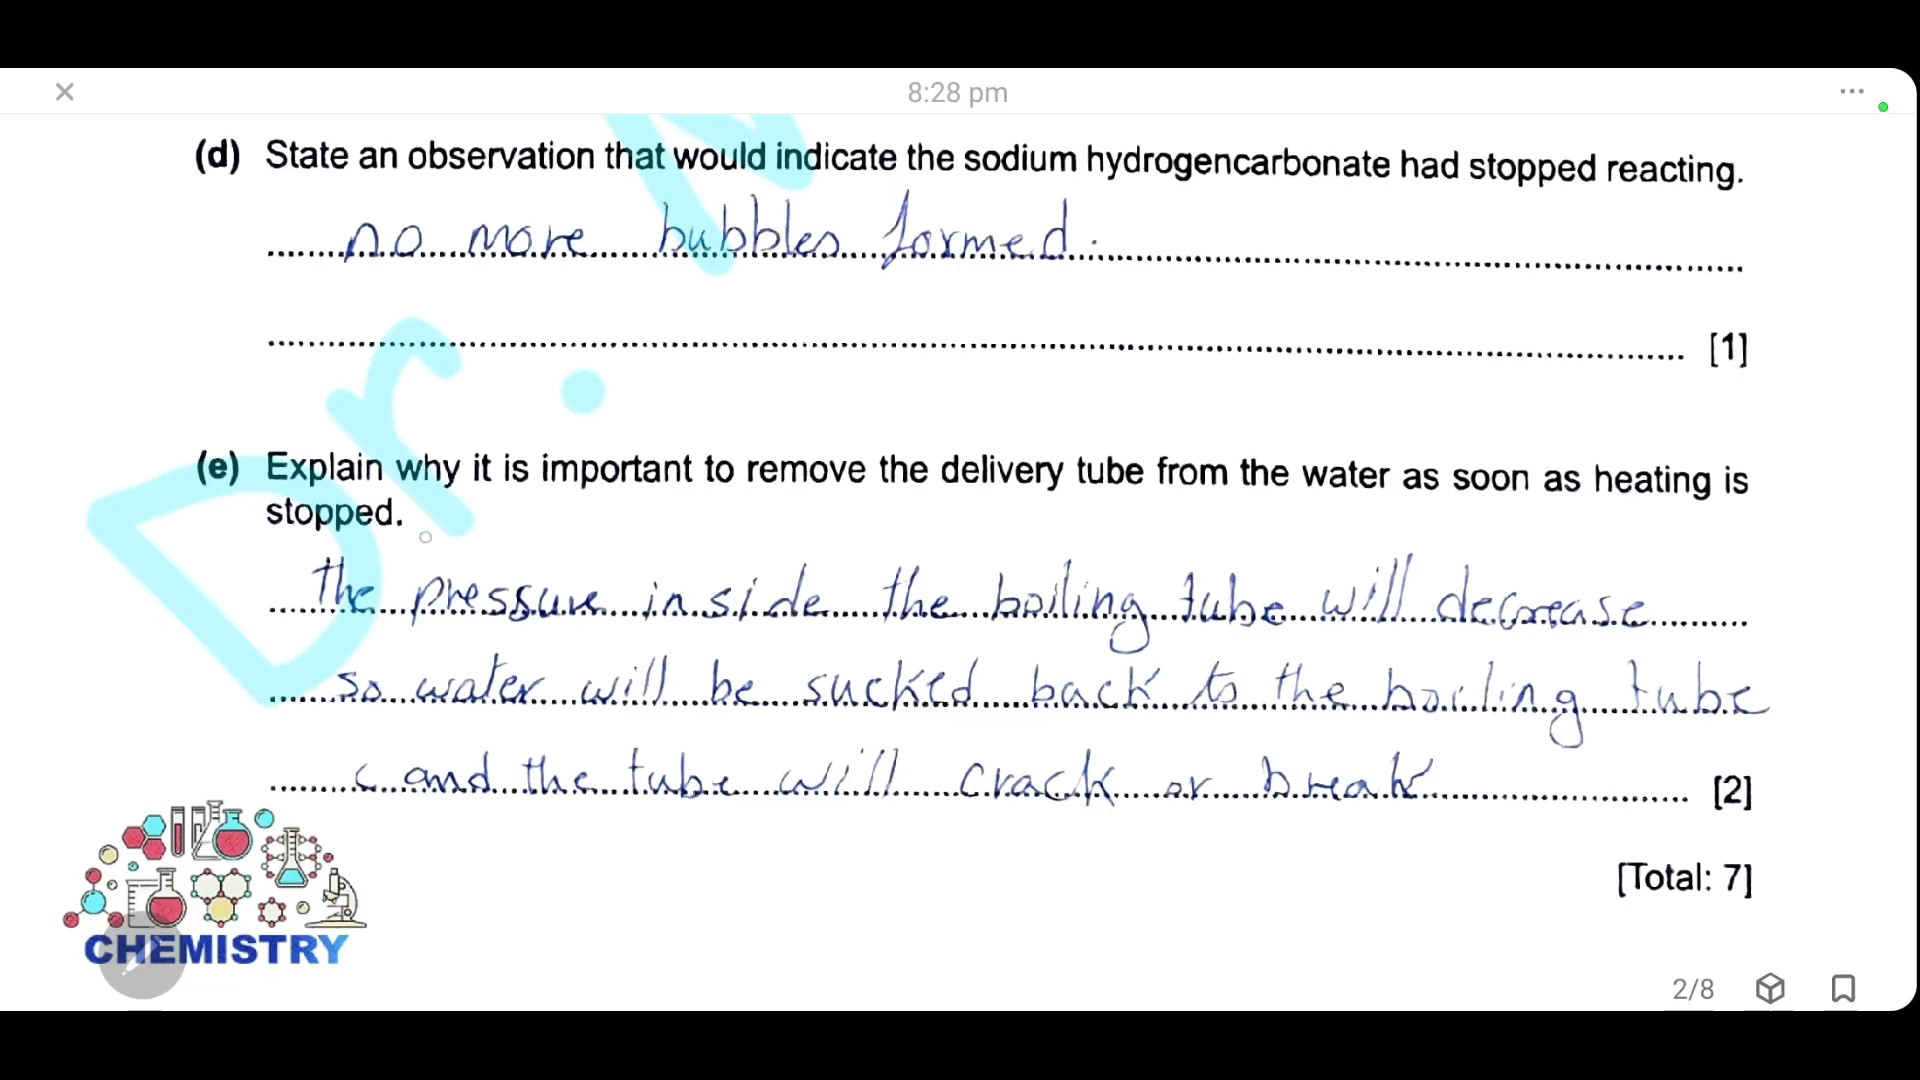 8:28 pm
(d) State an observation that would indicate the sodium hydrogencarbonate had stopped reacting.
no more bubbles formed.
[1]
(e) Explain why it is important to remove the delivery tube from the water as soon as heating is
stopped.
The pressure inside the boiling tube will decrease
so water will be sucked back to the boiling tube
and the tube will crack or break
[2]
[Total: 7]
Dr.
CHEMISTRY
2/8